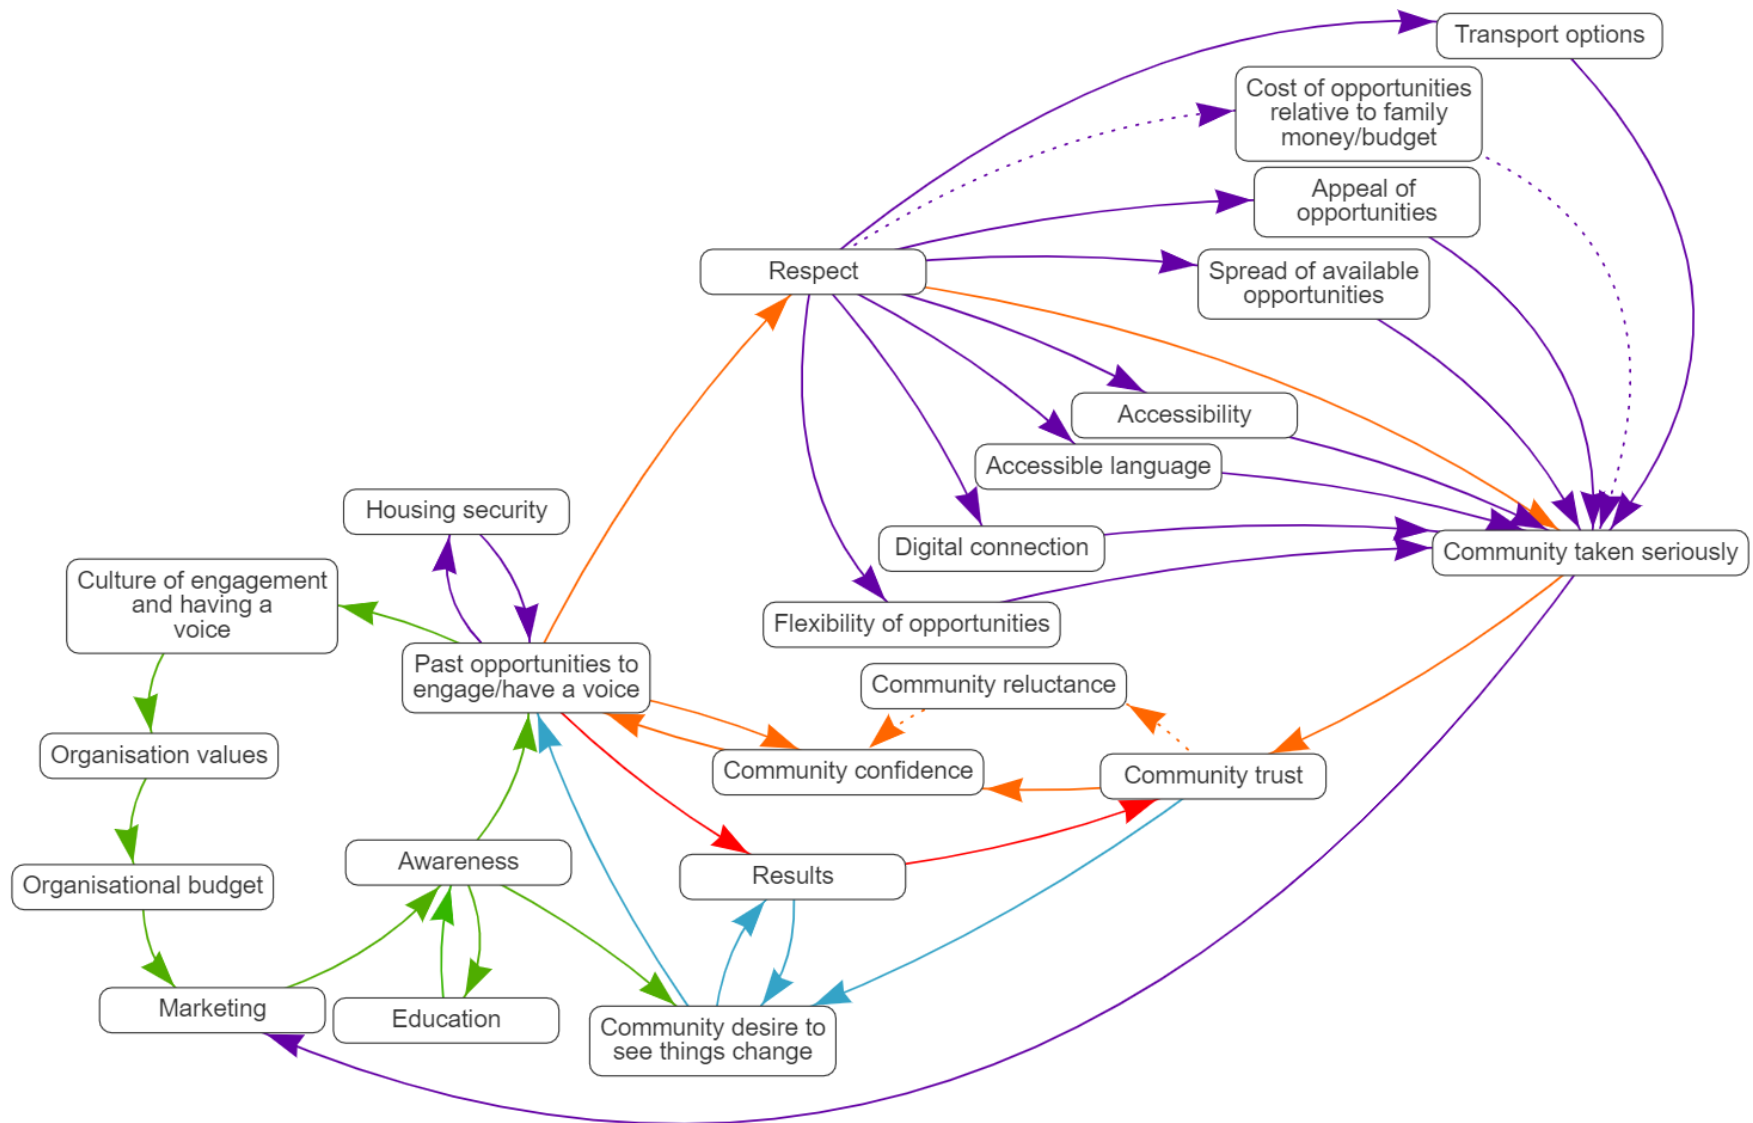 Transport options
Cost of opportunities
relative to family
money/budget
Appeal of
opportunities
Respect
Spread of available
opportunities
Accessibility
Accessible language
Housing security
Digital connection
Community taken seriously
Culture of engagement
and having a
voice
Flexibility of opportunities
Past opportunities to
engage/have a voice
Community reluctance
Organisation values
Community confidence
Community trust
Awareness
Results
Organisational budget
Marketing
Education
Community desire to
see things change